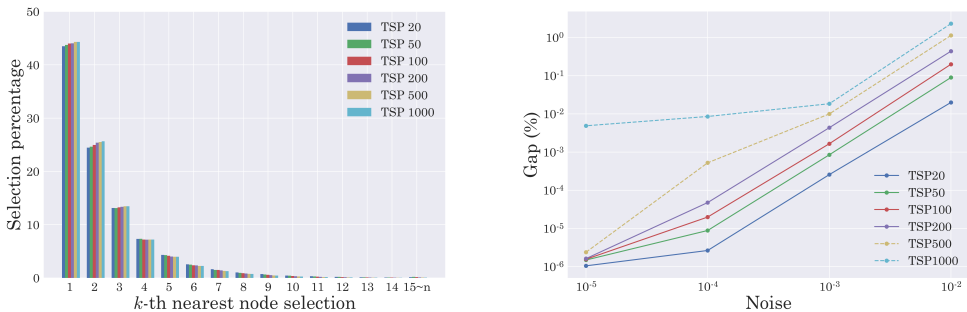 Selection percentage
50
40
30
20
10
0
1 2 3 4 5 6 7 8 9 10 11 12 13 14 15~n
k-th nearest node selection
TSP 20
TSP 50
TSP 100
TSP 200
TSP 500
TSP 1000
Gap (%)
10⁰
10⁻¹
10⁻²
10⁻³
10⁻⁴
10⁻⁵
10⁻⁶
10⁻⁵ 10⁻⁴ 10⁻³ 10⁻²
Noise
TSP20
TSP50
TSP100
TSP200
TSP500
TSP1000